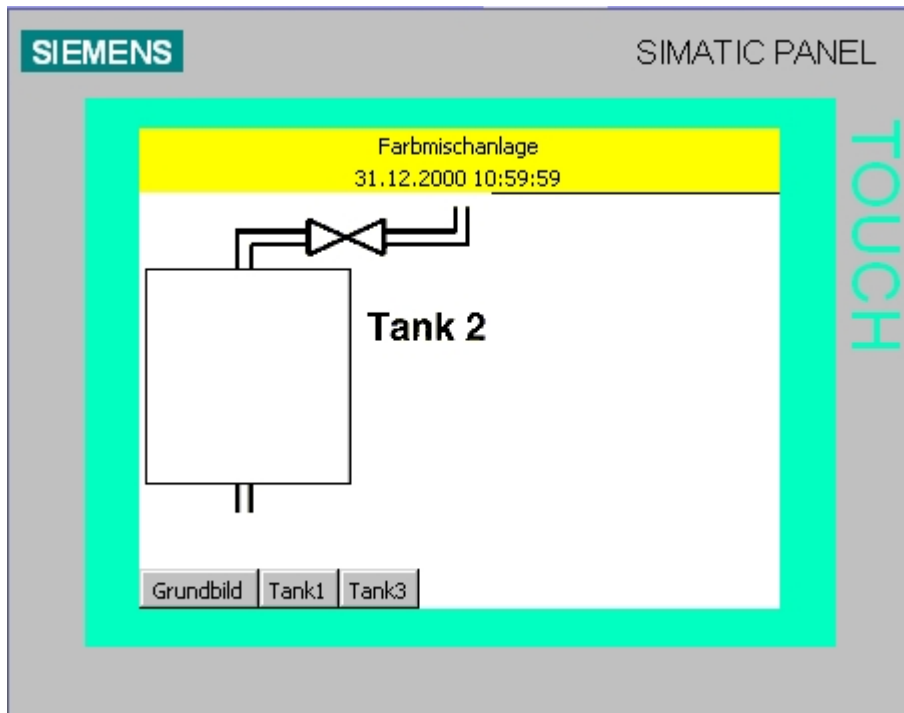 SIEMENS
SIMATIC PANEL
TOUCH
Farbmischanlage
31.12.2000 10:59:59
Tank 2
Grundbild
Tank1
Tank3